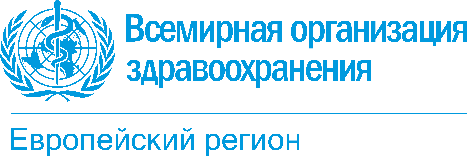 Всемирная организация
здравоохранения
Европейский регион